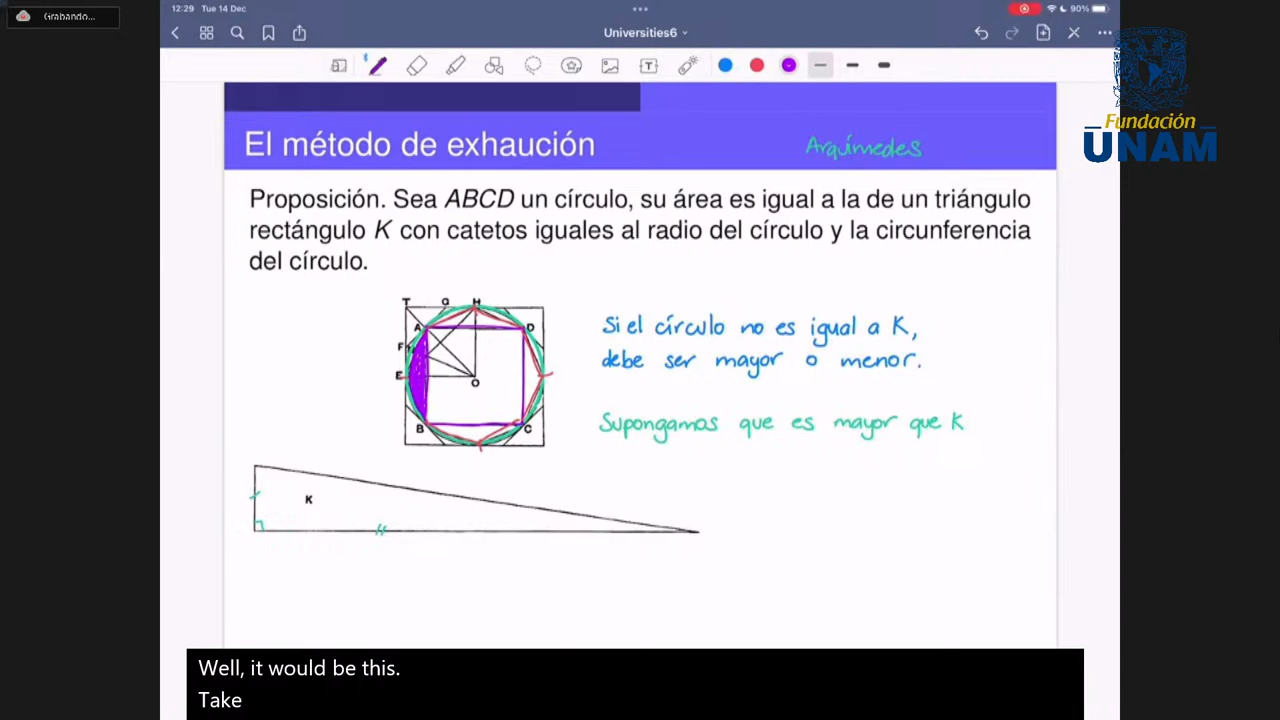 12:29 Tue 14 Dec
90%
Grabando...
Universities6
Fundación
UNAM
El método de exhaución
Arquímedes
Proposición. Sea ABCD un círculo, su área es igual a la de un triángulo
rectángulo K con catetos iguales al radio del círculo y la circunferencia
del círculo.
T G H
A D
F
E O
B C
Si el círculo no es igual a K,
debe ser mayor o menor.
Supongamos que es mayor que K
K
Well, it would be this.
Take